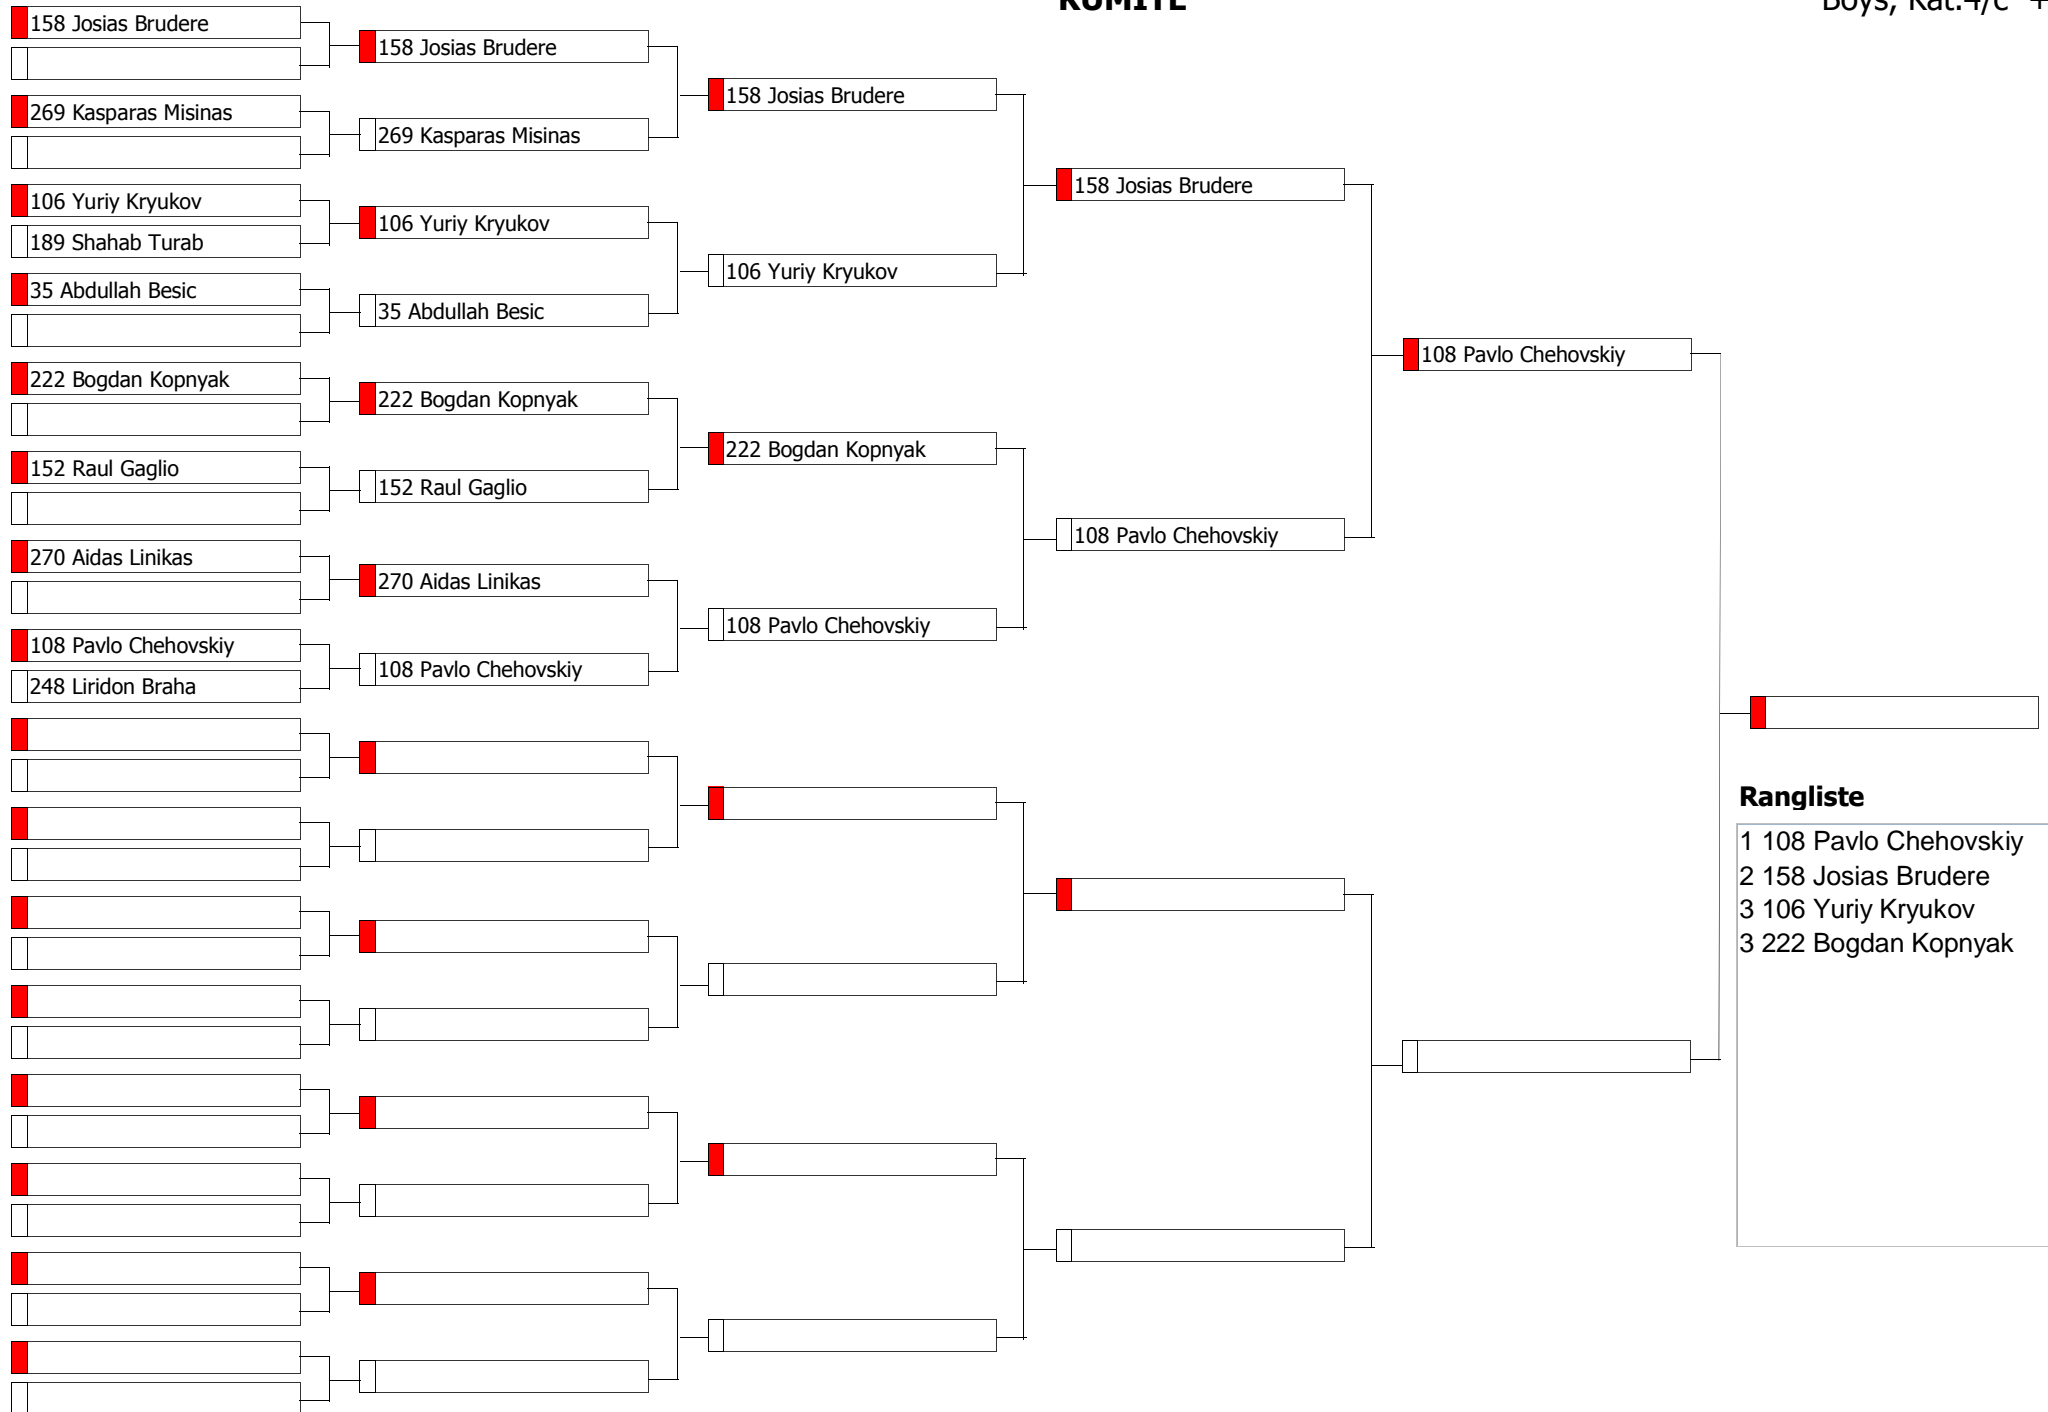 KUMITE
Boys, Kat.4/c +
158 Josias Brudere
269 Kasparas Misinas
106 Yuriy Kryukov
189 Shahab Turab
35 Abdullah Besic
222 Bogdan Kopnyak
152 Raul Gaglio
270 Aidas Linikas
108 Pavlo Chehovskiy
248 Liridon Braha
158 Josias Brudere
269 Kasparas Misinas
106 Yuriy Kryukov
35 Abdullah Besic
222 Bogdan Kopnyak
152 Raul Gaglio
270 Aidas Linikas
108 Pavlo Chehovskiy
158 Josias Brudere
106 Yuriy Kryukov
222 Bogdan Kopnyak
108 Pavlo Chehovskiy
158 Josias Brudere
108 Pavlo Chehovskiy
108 Pavlo Chehovskiy
Rangliste
1 108 Pavlo Chehovskiy
2 158 Josias Brudere
3 106 Yuriy Kryukov
3 222 Bogdan Kopnyak